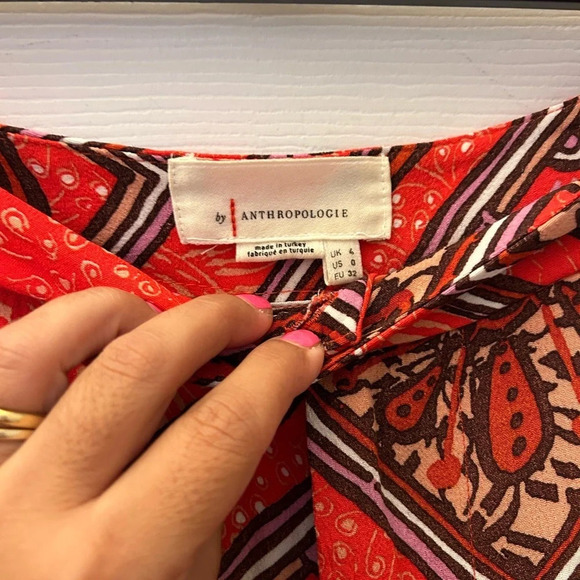 by ANTHROPOLOGIE
made in turkey
fabriqué en turquie
UK 4
US 0
EU 32